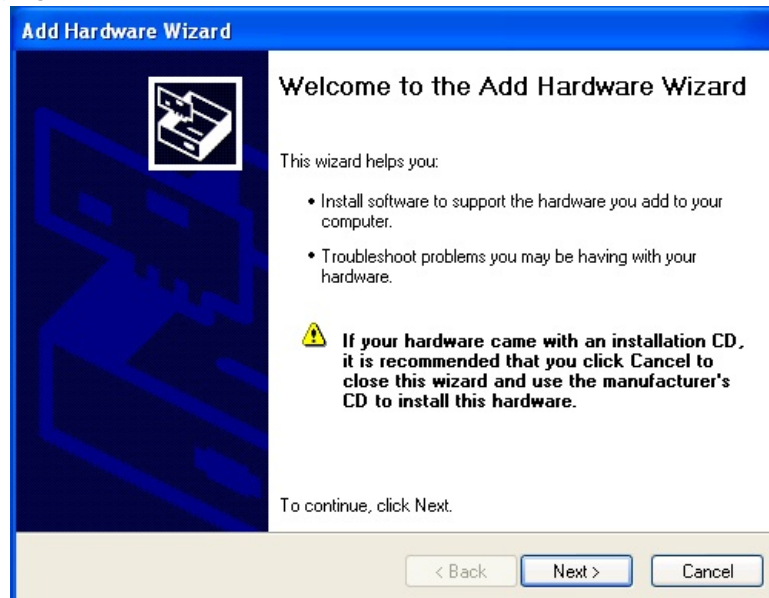 Add Hardware Wizard
Welcome to the Add Hardware Wizard
This wizard helps you:
• Install software to support the hardware you add to your
computer.
• Troubleshoot problems you may be having with your
hardware.
If your hardware came with an installation CD,
it is recommended that you click Cancel to
close this wizard and use the manufacturer's
CD to install this hardware.
To continue, click Next.
< Back Next > Cancel